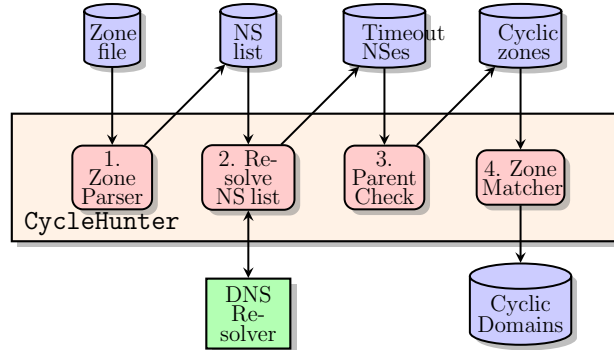 Zone
file
NS
list
Timeout
NSes
Cyclic
zones
1.
Zone
Parser
2. Re-
solve
NS list
3.
Parent
Check
4. Zone
Matcher
CycleHunter
DNS
Re-
solver
Cyclic
Domains